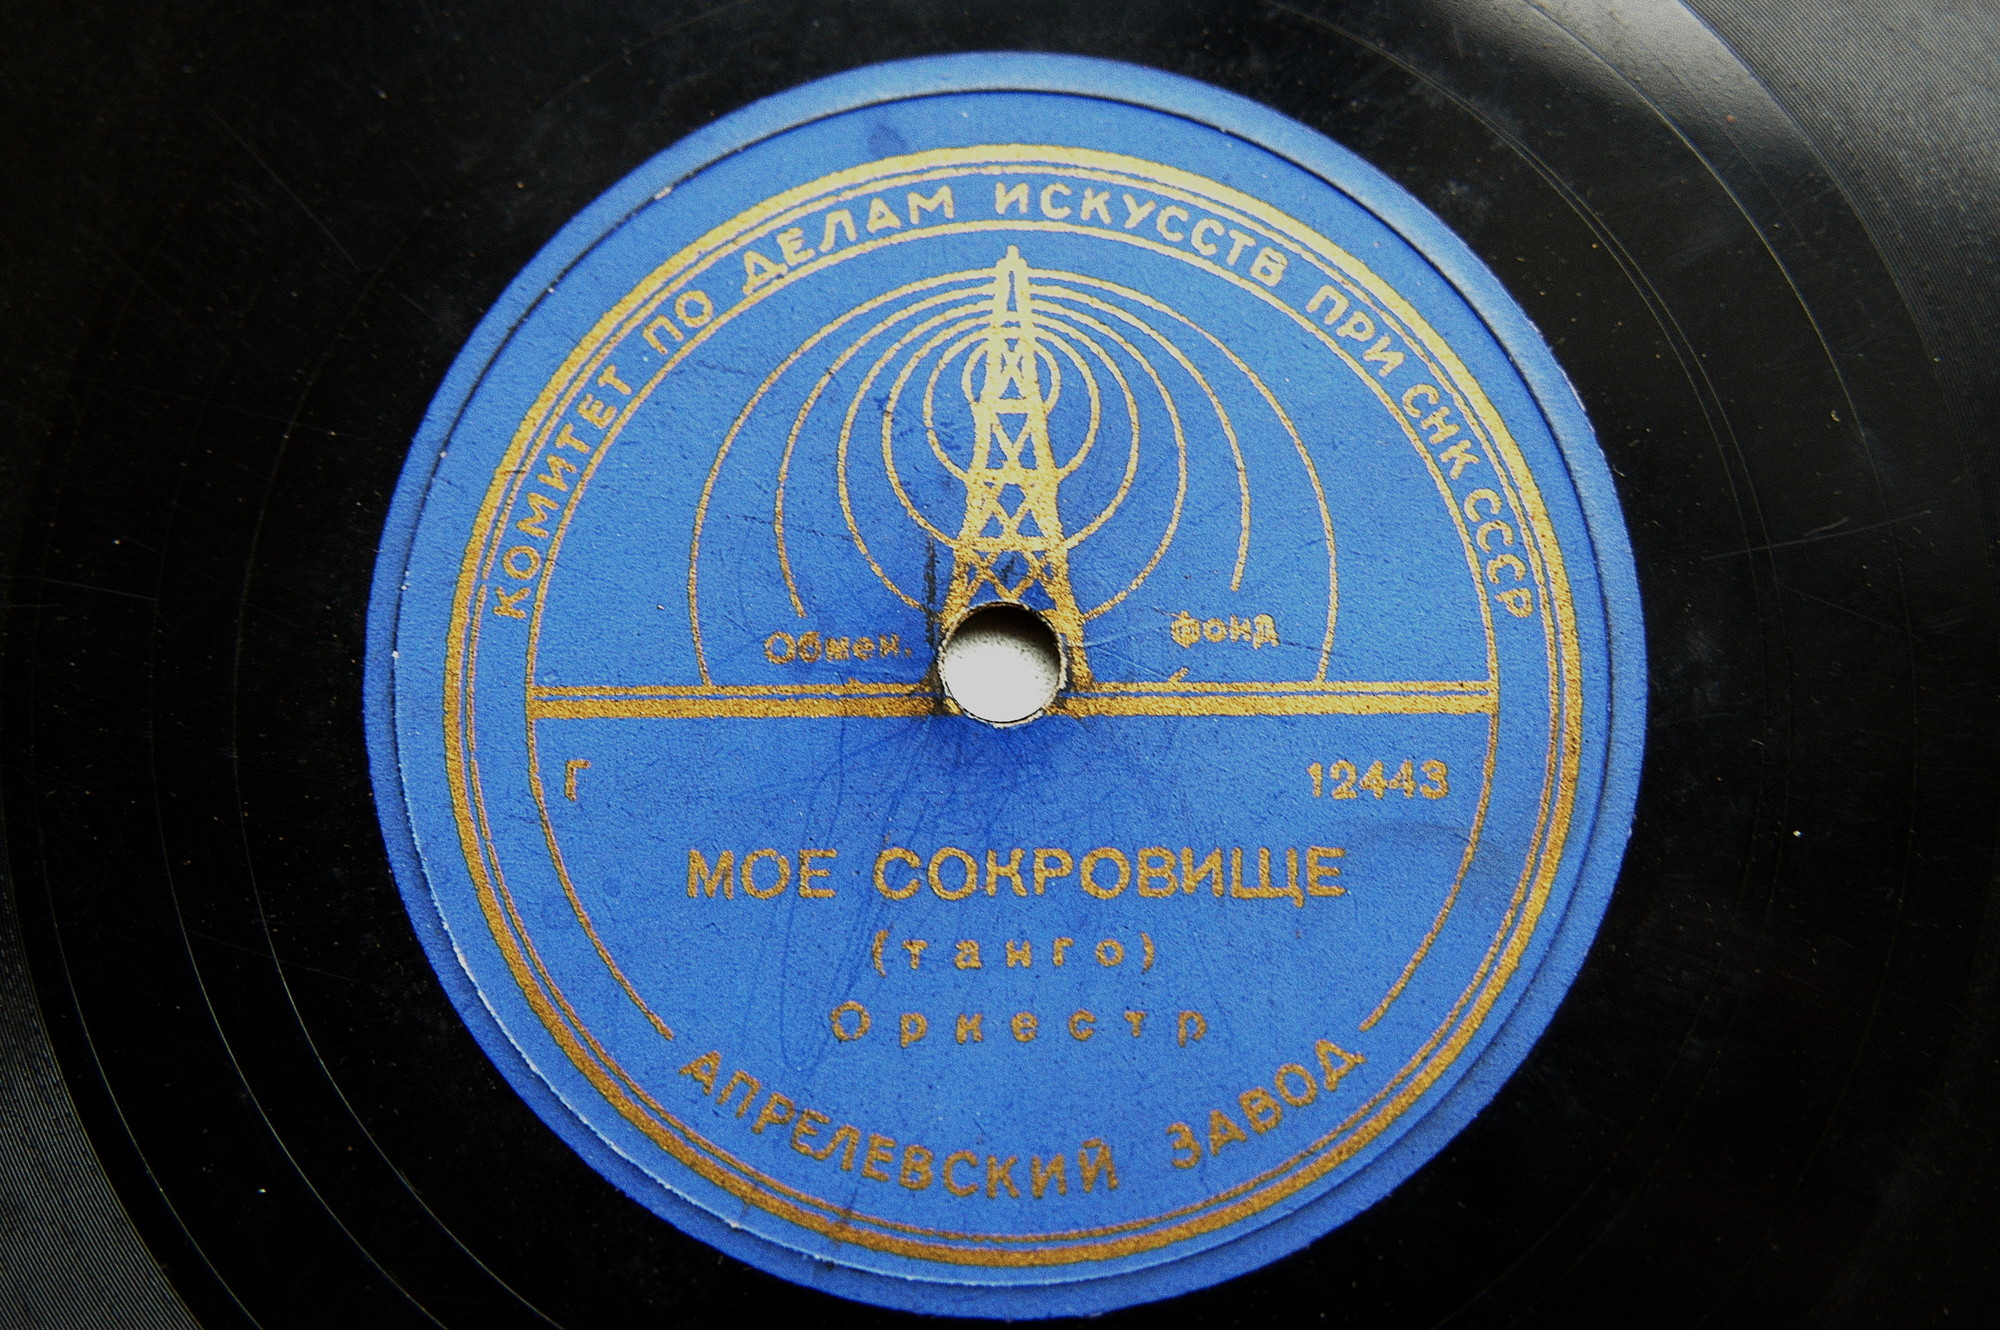 КОМИТЕТ ПО ДЕЛАМ ИСКУССТВ ПРИ СНК СССР
Обмен. фонд
Г 12443
МОЕ СОКРОВИЩЕ
(танго)
Оркестр
АПРЕЛЕВСКИЙ ЗАВОД